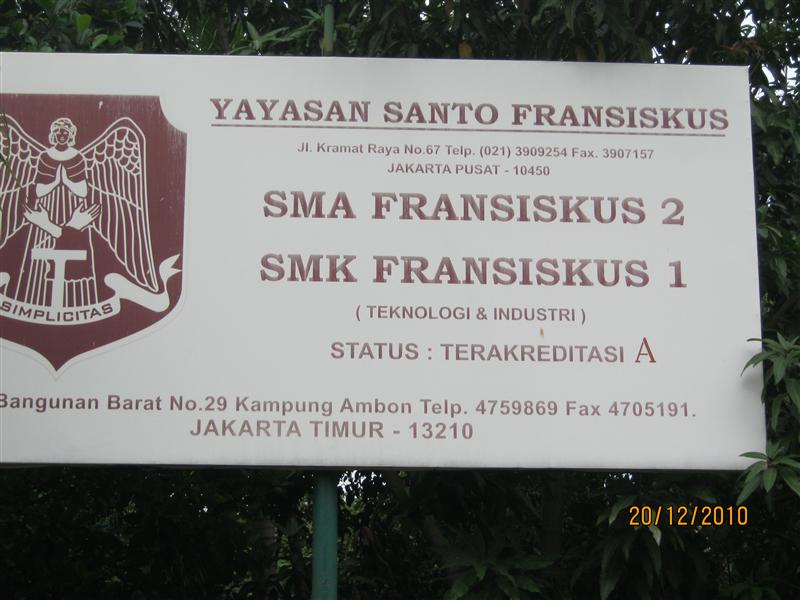 YAYASAN SANTO FRANSISKUS
Jl. Kramat Raya No.67 Telp. (021) 3909254 Fax. 3907157
JAKARTA PUSAT - 10450
SMA FRANSISKUS 2
SMK FRANSISKUS 1
( TEKNOLOGI & INDUSTRI )
STATUS : TERAKREDITASI A
SIMPLICITAS
Bangunan Barat No.29 Kampung Ambon Telp. 4759869 Fax 4705191.
JAKARTA TIMUR - 13210
20/12/2010